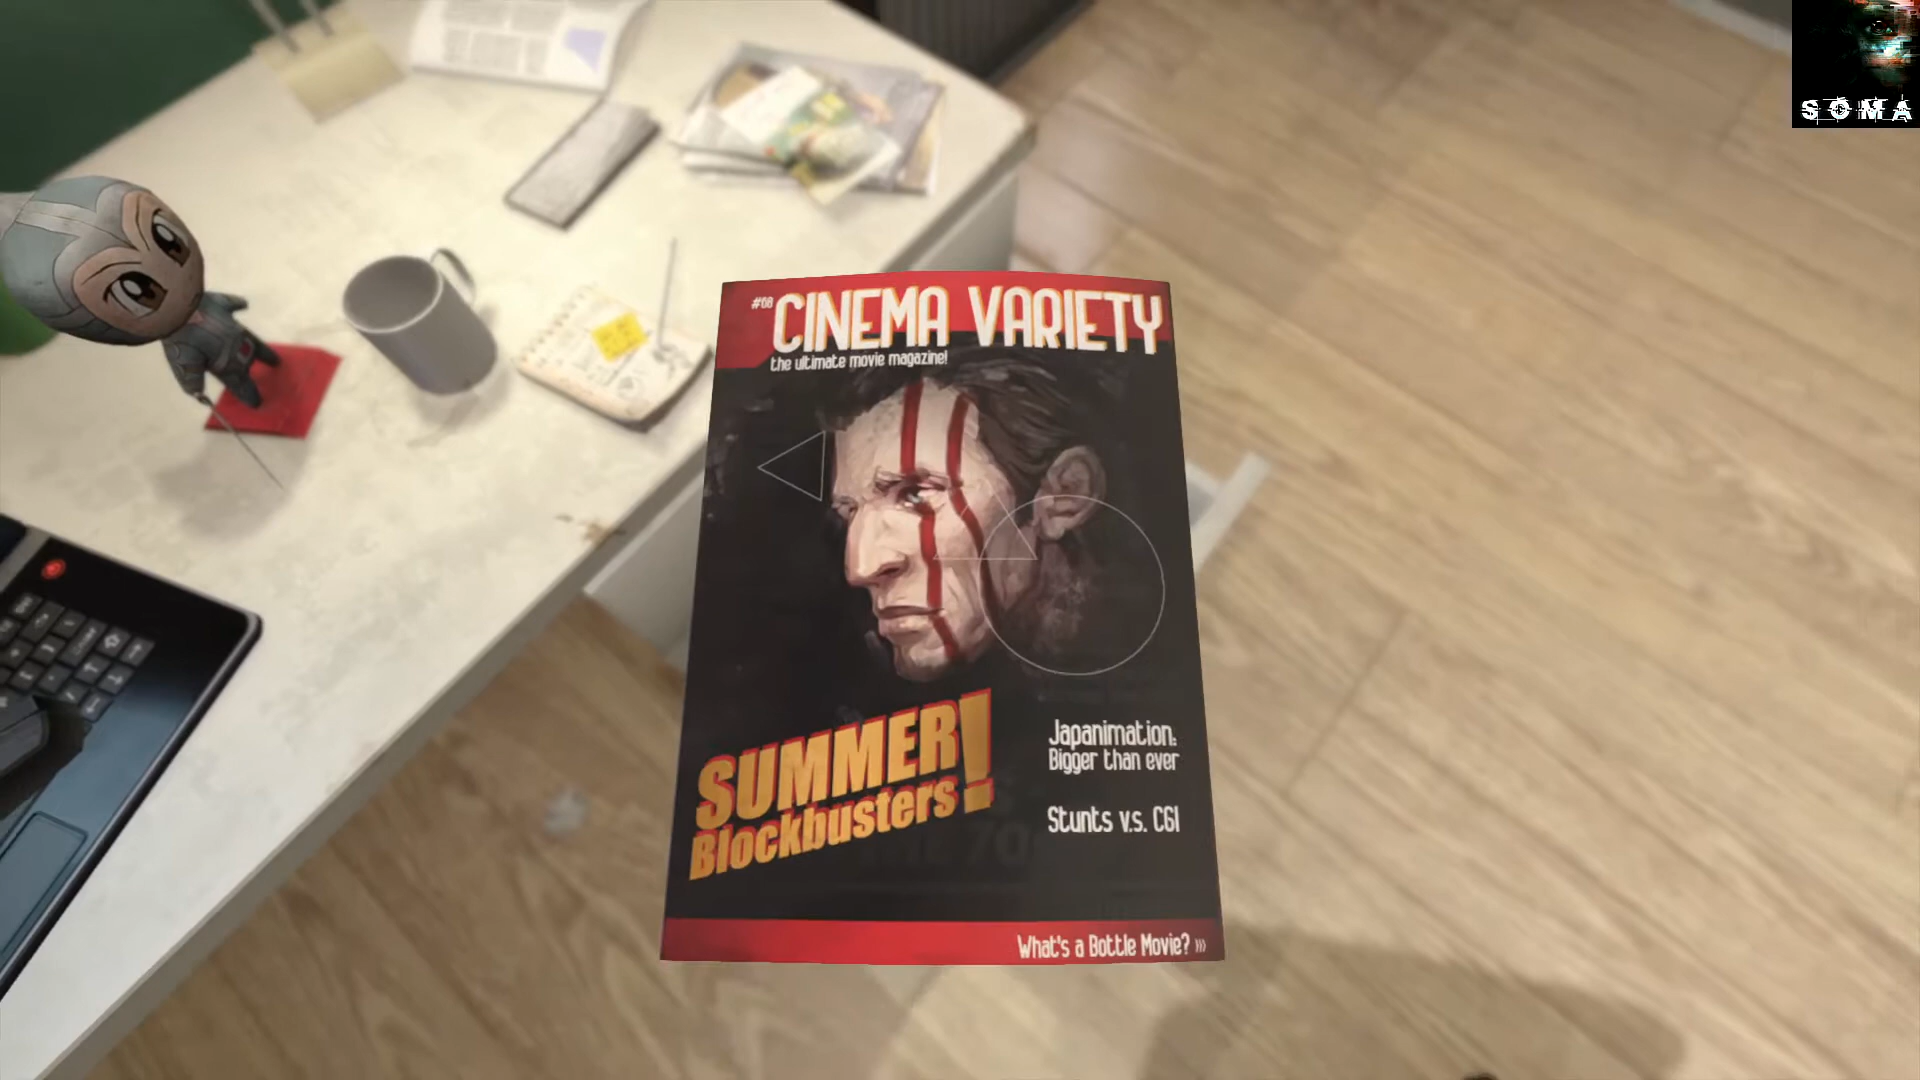 SOMA
#08
CINEMA VARIETY
the ultimate movie magazine!
SUMMER!
Blockbusters
Japanimation:
Bigger than ever
Stunts v.s. CGI
What's a Bottle Movie? »»